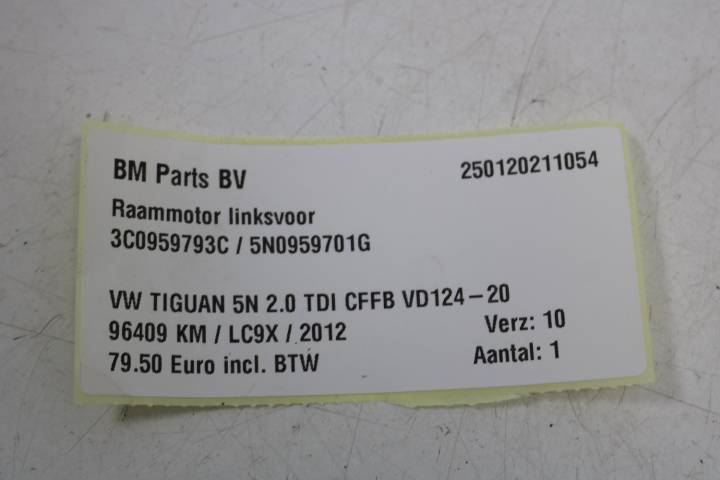 BM Parts BV 250120211054
Raammotor linksvoor
3C0959793C / 5N0959701G
VW TIGUAN 5N 2.0 TDI CFFB VD124-20
96409 KM / LC9X / 2012 Verz: 10
79.50 Euro incl. BTW Aantal: 1